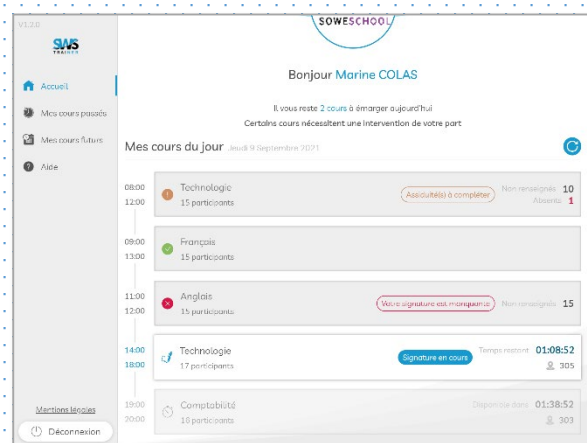 V1.2.0
SWS
TRAINER
SOWESCHOOL
Accueil
Mes cours passés
Mes cours futurs
Aide
Bonjour Marine COLAS
Il vous reste 2 cours à émarger aujourd'hui
Certains cours nécessitent une intervention de votre part
Mes cours du jour Jeudi 9 Septembre 2021
08:00 Technologie Assiduité(s) à compléter Non renseignés 10
12:00 15 participants Absents 1
09:00 Français
13:00 15 participants
11:00 Anglais Votre signature est manquante Non renseignés 15
12:00 15 participants
14:00 Technologie Signature en cours Temps restant 01:08:52
18:00 17 participants 305
19:00 Comptabilité Disponible dans 01:38:52
20:00 16 participants 303
Mentions légales
Déconnexion